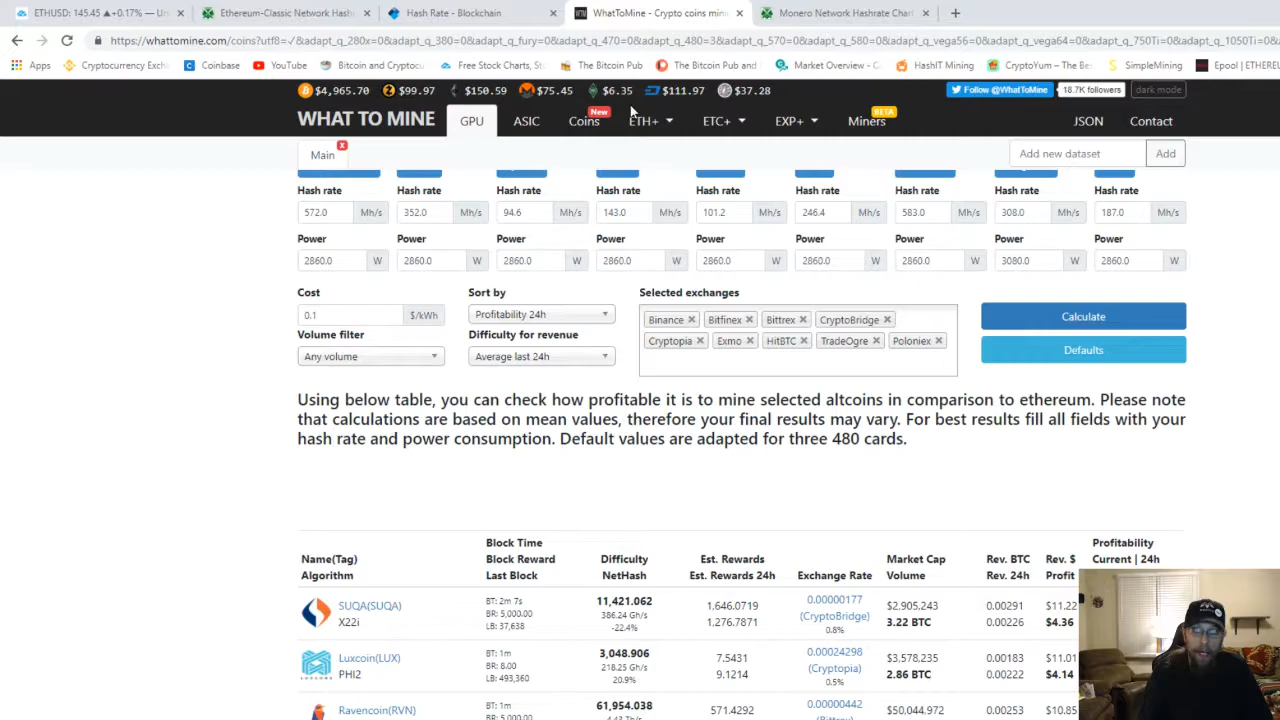 ETHUSD: 145.45 ▲+0.17% — Un
Ethereum-Classic Network Hash
Hash Rate - Blockchain
WhatToMine - Crypto coins mini
Monero Network Hashrate Char
https://whattomine.com/coins?utf8=✓&adapt_q_280x=0&adapt_q_380=0&adapt_q_fury=0&adapt_q_470=0&adapt_q_480=3&adapt_q_570=0&adapt_q_580=0&adapt_q_vega56=0&adapt_q_vega64=0&adapt_q_750Ti=0&adapt_q_1050Ti=0
Apps Cryptocurrency Exch Coinbase YouTube Bitcoin and Cryptoc Free Stock Charts, St The Bitcoin Pub The Bitcoin Pub and Market Overview - C HashIT Mining CryptoYum – The Bes SimpleMining Epool | ETHERE
$4,965.70 $99.97 $150.59 $75.45 $6.35 $111.97 $37.28
Follow @WhatToMine 18.7K followers dark mode
WHAT TO MINE GPU ASIC Coins New ETH+ ETC+ EXP+ Miners BETA JSON Contact
Main x Add new dataset Add
Hash rate Hash rate Hash rate Hash rate Hash rate Hash rate Hash rate Hash rate Hash rate
572.0 Mh/s 352.0 Mh/s 94.6 Mh/s 143.0 Mh/s 101.2 Mh/s 246.4 Mh/s 583.0 Mh/s 308.0 Mh/s 187.0 Mh/s
Power Power Power Power Power Power Power Power Power
2860.0 W 2860.0 W 2860.0 W 2860.0 W 2860.0 W 2860.0 W 2860.0 W 3080.0 W 2860.0 W
Cost Sort by Selected exchanges
0.1 $/kWh Profitability 24h Binance Bitfinex Bittrex CryptoBridge Calculate
Volume filter Difficulty for revenue Cryptopia Exmo HitBTC TradeOgre Poloniex
Any volume Average last 24h Defaults
Using below table, you can check how profitable it is to mine selected altcoins in comparison to ethereum. Please note
that calculations are based on mean values, therefore your final results may vary. For best results fill all fields with your
hash rate and power consumption. Default values are adapted for three 480 cards.
Block Time Profitability
Name(Tag) Block Reward Difficulty Est. Rewards Market Cap Rev. BTC Rev. $ Current | 24h
Algorithm Last Block NetHash Est. Rewards 24h Exchange Rate Volume Rev. 24h Profit
SUQA(SUQA) BT: 2m 7s 11,421.062 1,646.0719 0.00000177 $2,905,243 0.00291 $11.22
X22i BR: 5,000.00 386.24 Gh/s 1,276.7871 (CryptoBridge) 3.22 BTC 0.00226 $4.36
LB: 37,638 -22.4% 0.8%
Luxcoin(LUX) BT: 1m 3,048.906 7.5431 0.00024298 $3,578,235 0.00183 $11.01
PHI2 BR: 8.00 218.25 Gh/s 9.1214 (Cryptopia) 2.86 BTC 0.00222 $4.14
LB: 493,360 20.9% 0.5%
Ravencoin(RVN) BT: 1m 61,954.038 571.4292 0.00000442 $50,044,972 0.00253 $10.85
BR: 5,000.00